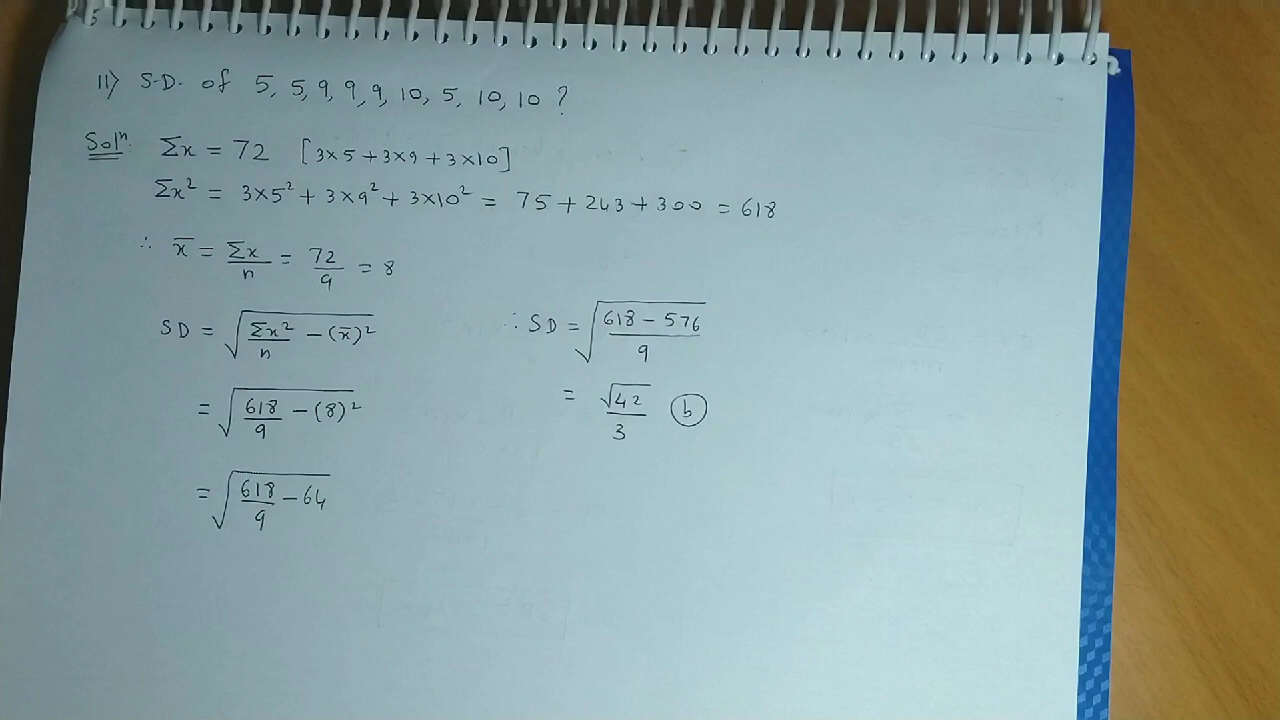 11) S.D. of 5, 5, 9, 9, 9, 10, 5, 10, 10 ?
Solⁿ. Σx = 72 [3×5 + 3×9 + 3×10]
Σx² = 3×5² + 3×9² + 3×10² = 75 + 243 + 300 = 618
∴ x̄ = Σx/n = 72/9 = 8
SD = √(Σx²/n − (x̄)²)
= √(618/9 − (8)²)
= √(618/9 − 64)
∴ SD = √((618 − 576)/9)
= √42/3 (b)